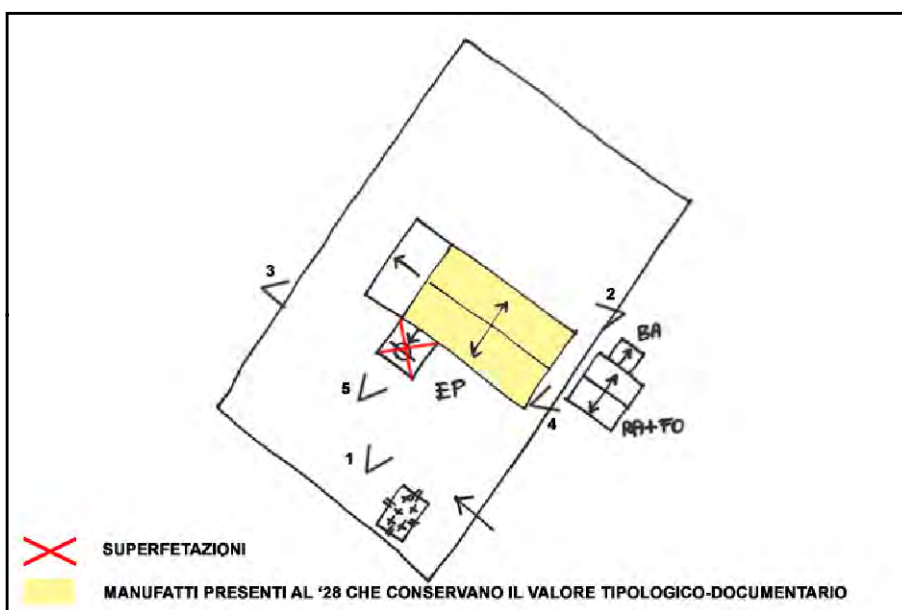 3
2
BA
5
EP
4
RA+FO
1
SUPERFETAZIONI
MANUFATTI PRESENTI AL '28 CHE CONSERVANO IL VALORE TIPOLOGICO-DOCUMENTARIO